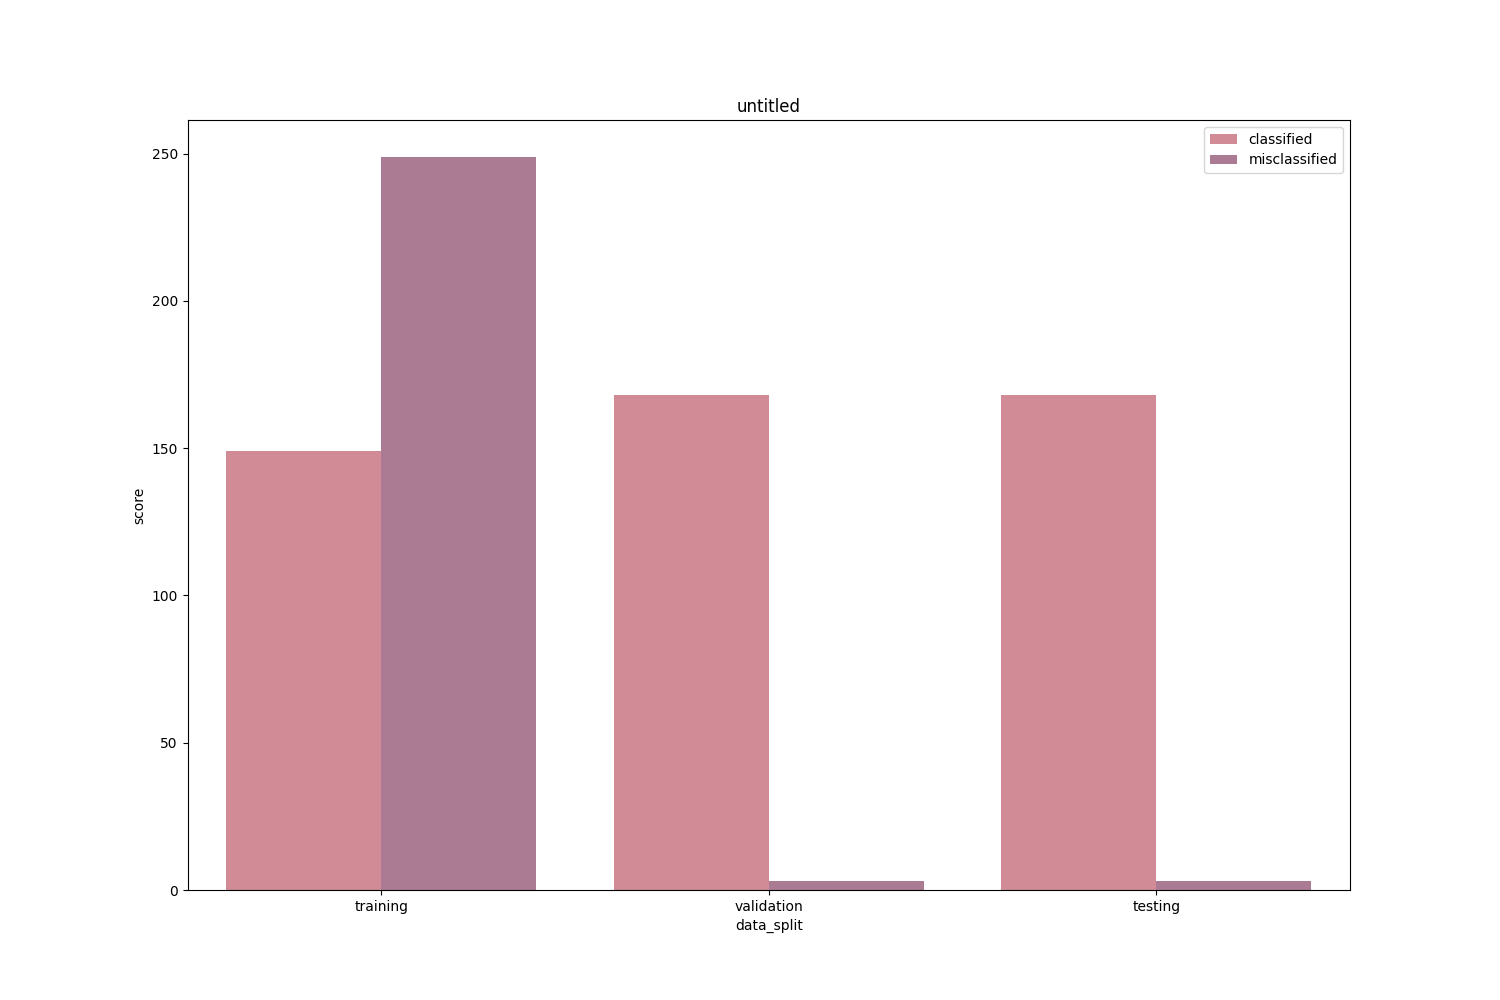 untitled
classified
misclassified
250
200
150
100
50
0
score
training
validation
testing
data_split